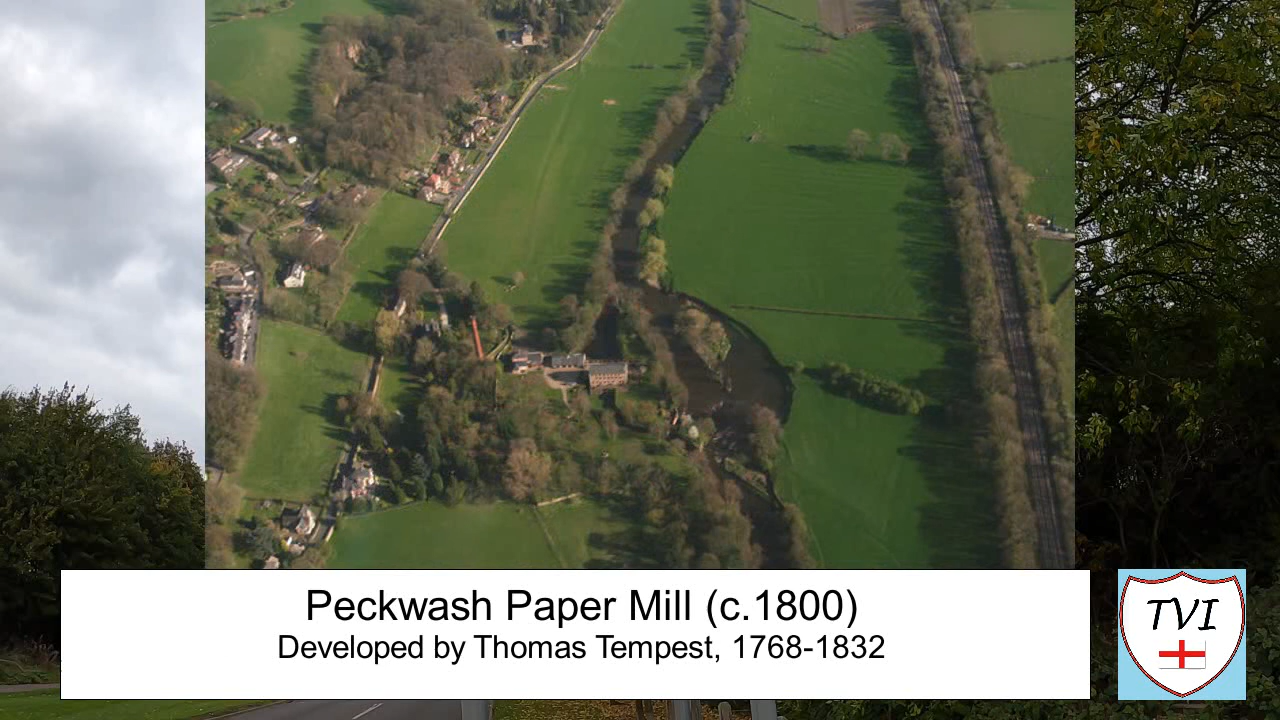 Peckwash Paper Mill (c.1800)
Developed by Thomas Tempest, 1768-1832
TVI